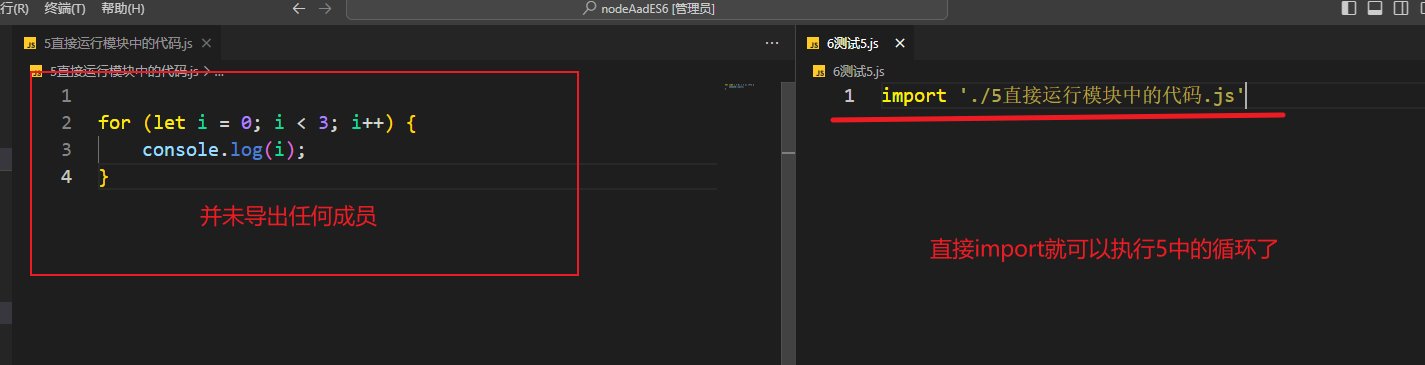 行(R) 终端(T) 帮助(H)
nodeAadES6 [管理员]
JS 5直接运行模块中的代码.js
JS 5直接运行模块中的代码.js > ...
1
2 for (let i = 0; i < 3; i++) {
3 console.log(i);
4 }
并未导出任何成员
JS 6测试5.js
JS 6测试5.js
1 import './5直接运行模块中的代码.js'
直接import就可以执行5中的循环了